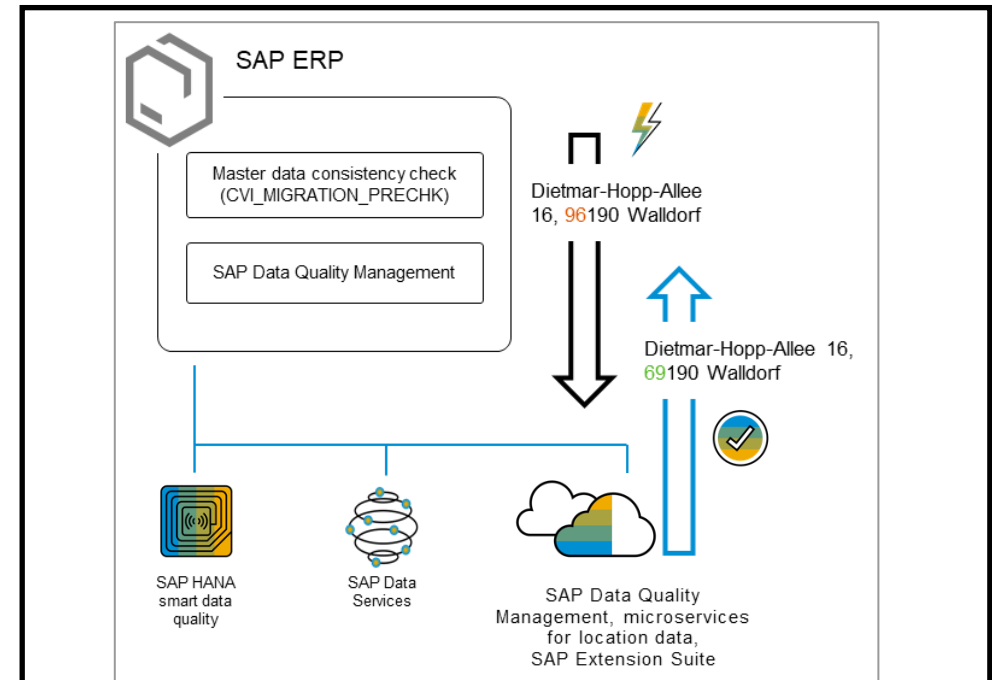 SAP ERP
Master data consistency check
(CVI_MIGRATION_PRECHK)
SAP Data Quality Management
Dietmar-Hopp-Allee
16, 96190 Walldorf
Dietmar-Hopp-Allee 16,
69190 Walldorf
SAP HANA
smart data
quality
SAP Data
Services
SAP Data Quality
Management, microservices
for location data,
SAP Extension Suite